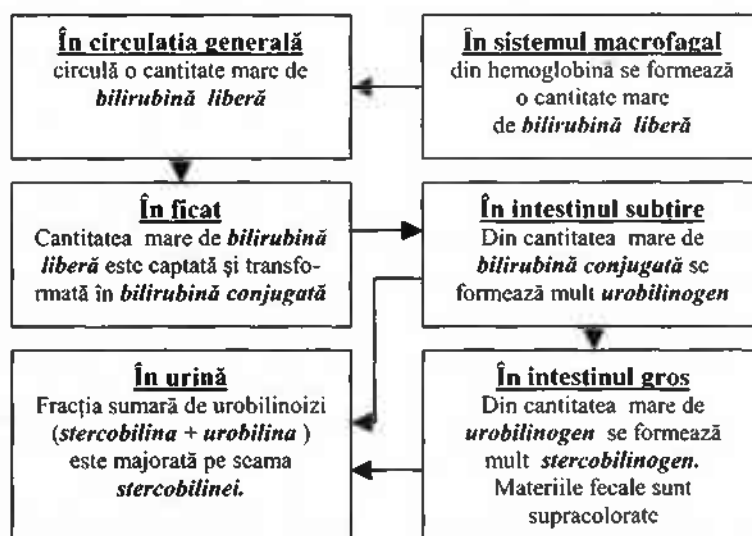 În circulația generală
circulă o cantitate mare de
bilirubină liberă
În sistemul macrofagal
din hemoglobină se formează
o cantitate mare
de bilirubină liberă
În ficat
Cantitatea mare de bilirubină
liberă este captată și transfo-
rmată în bilirubină conjugată
În intestinul subțire
Din cantitatea mare de
bilirubină conjugată se
formează mult urobilinogen
În urină
Fracția sumară de urobilinoizi
(stercobilina + urobilina )
este majorată pe seama
stercobilinei.
În intestinul gros
Din cantitatea mare de
urobilinogen se formează
mult stercobilinogen.
Materiile fecale sunt
supracolorate